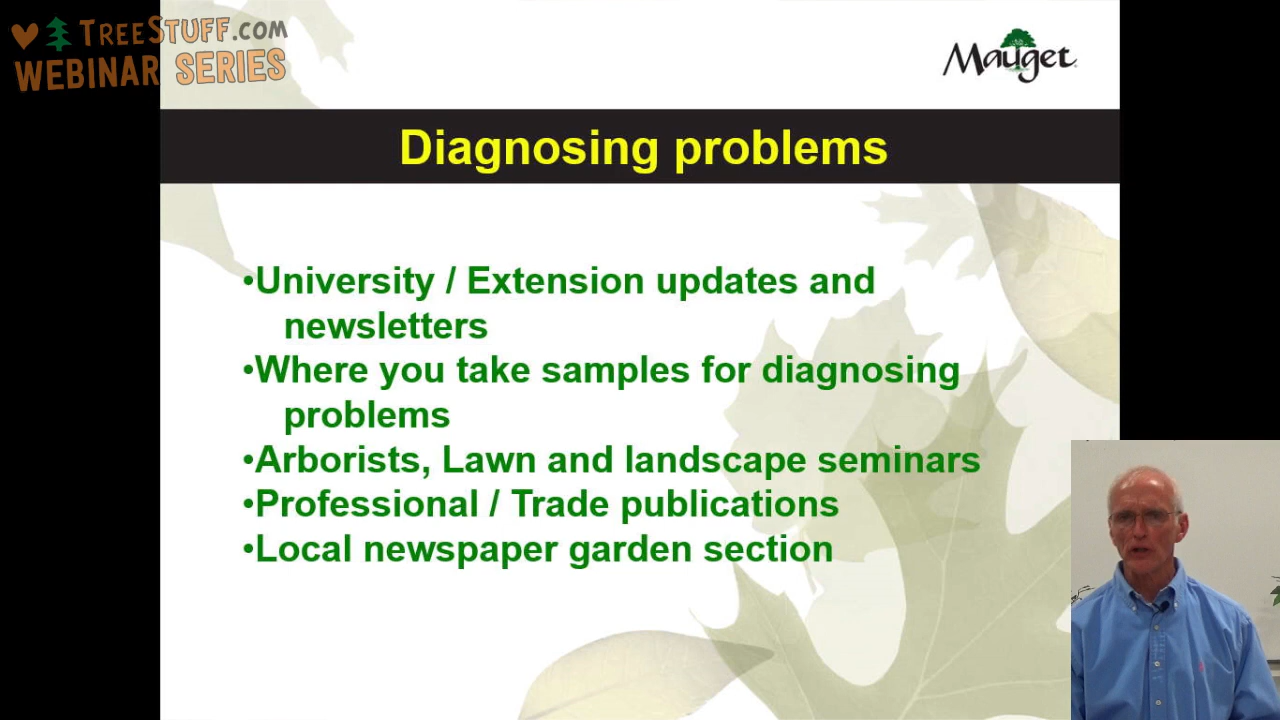 TREESTUFF.COM
WEBINAR SERIES
Mauget
Diagnosing problems
•University / Extension updates and
newsletters
•Where you take samples for diagnosing
problems
•Arborists, Lawn and landscape seminars
•Professional / Trade publications
•Local newspaper garden section